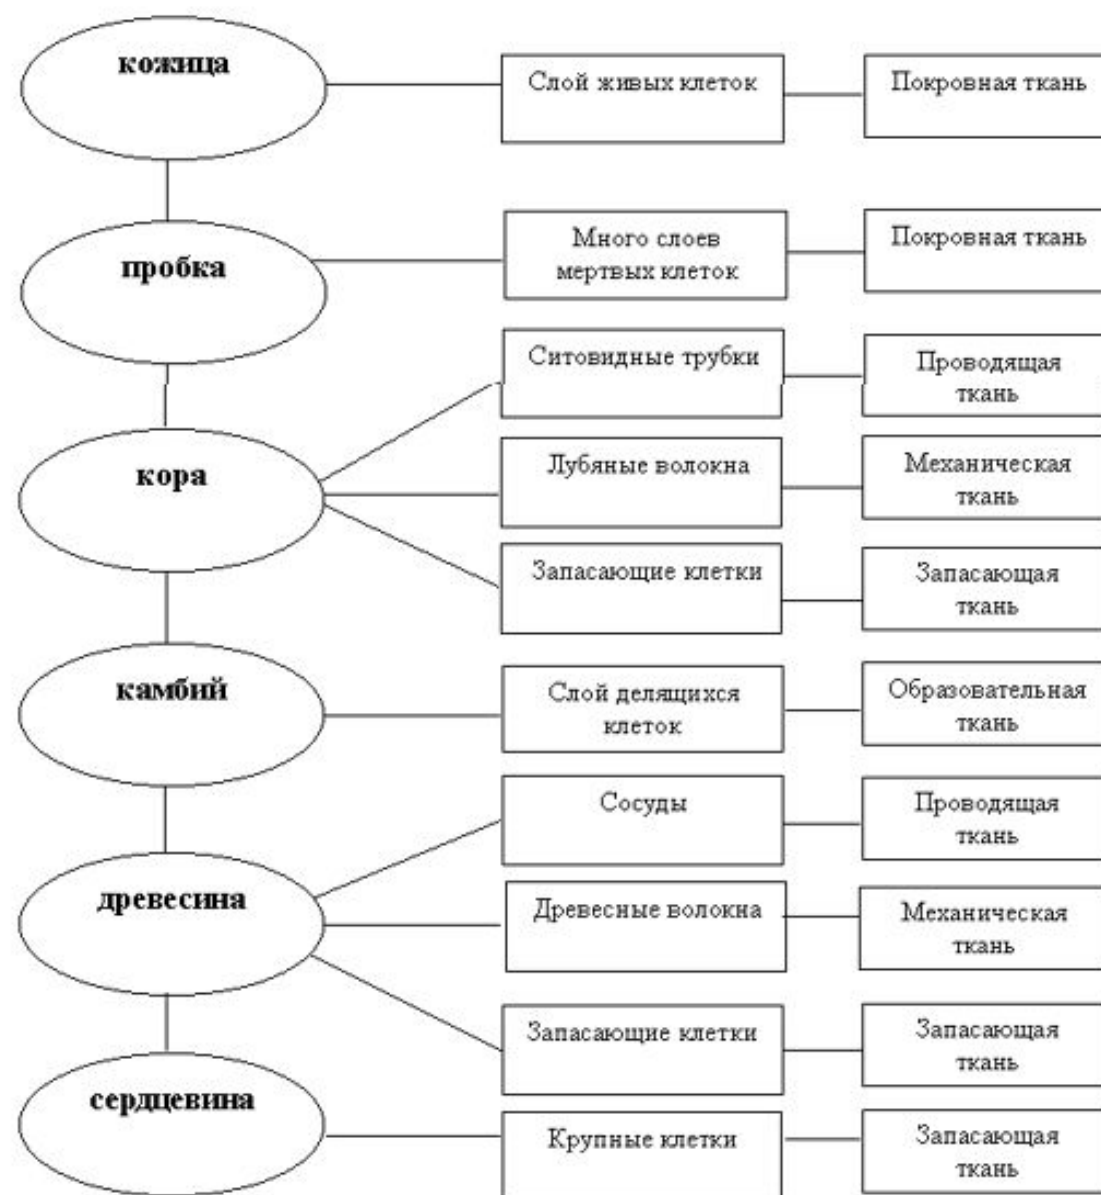 кожица
Слой живых клеток
Покровная ткань
пробка
Много слоев
мертвых клеток
Покровная ткань
кора
Ситовидные трубки
Проводящая
ткань
Лубяные волокна
Механическая
ткань
Запасающие клетки
Запасающая
ткань
камбий
Слой делящихся
клеток
Образовательная
ткань
древесина
Сосуды
Проводящая
ткань
Древесные волокна
Механическая
ткань
Запасающие клетки
Запасающая
ткань
сердцевина
Крупные клетки
Запасающая
ткань